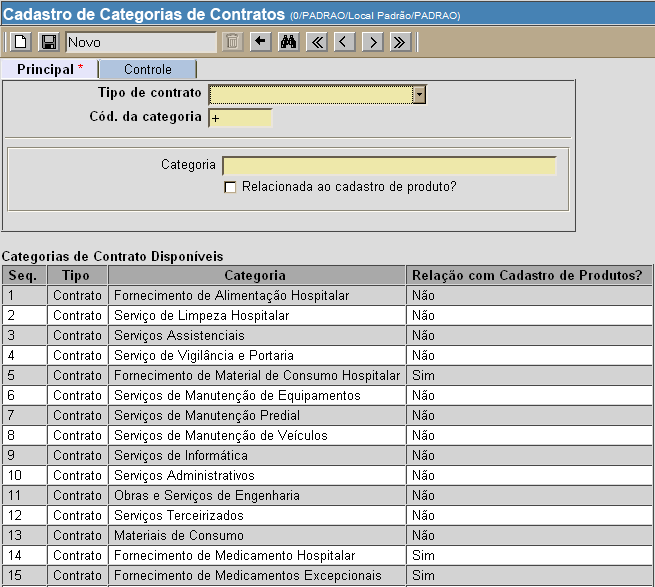 Cadastro de Categorias de Contratos (0/PADRAO/Local Padrão/PADRAO)
Novo
Principal * Controle
Tipo de contrato
Cód. da categoria +
Categoria
Relacionada ao cadastro de produto?
Categorias de Contrato Disponíveis
Seq. Tipo Categoria Relação com Cadastro de Produtos?
1 Contrato Fornecimento de Alimentação Hospitalar Não
2 Contrato Serviço de Limpeza Hospitalar Não
3 Contrato Serviços Assistenciais Não
4 Contrato Serviço de Vigilância e Portaria Não
5 Contrato Fornecimento de Material de Consumo Hospitalar Sim
6 Contrato Serviços de Manutenção de Equipamentos Não
7 Contrato Serviços de Manutenção Predial Não
8 Contrato Serviços de Manutenção de Veículos Não
9 Contrato Serviços de Informática Não
10 Contrato Serviços Administrativos Não
11 Contrato Obras e Serviços de Engenharia Não
12 Contrato Serviços Terceirizados Não
13 Contrato Materiais de Consumo Não
14 Contrato Fornecimento de Medicamento Hospitalar Sim
15 Contrato Fornecimento de Medicamentos Excepcionais Sim